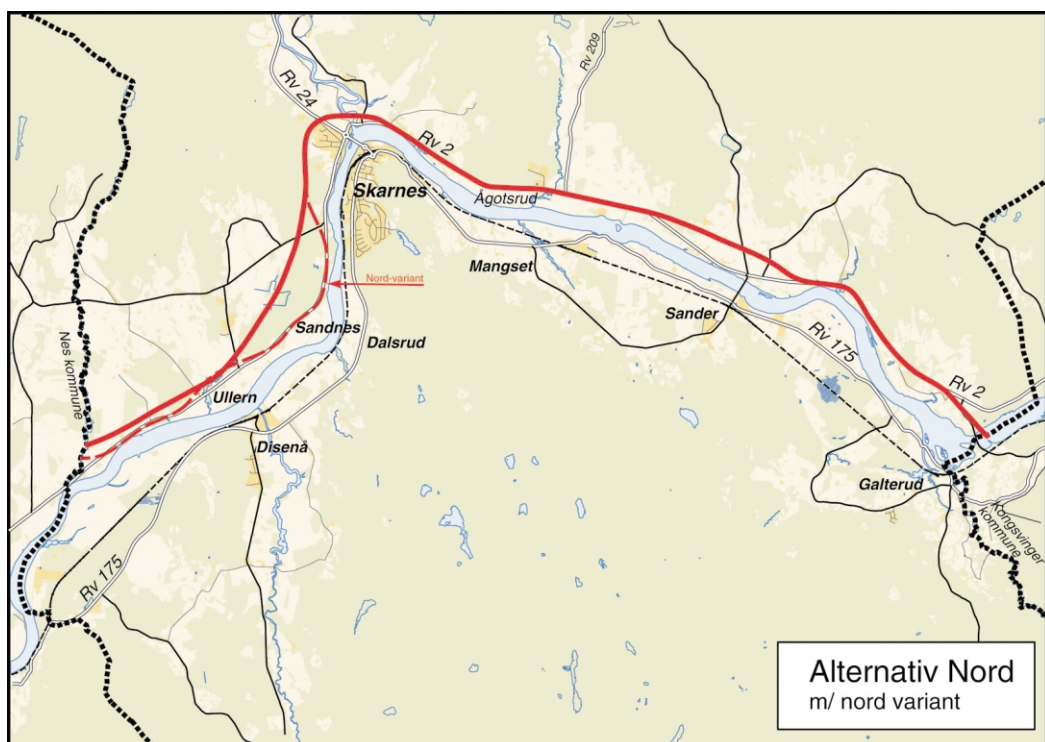 Rv 209
Rv 24
Rv 2
Skarnes
Ågotsrud
Mangset
Nord-variant
Sander
Sandnes
Dalsrud
Rv 175
Nes kommune
Rv 2
Ullern
Disenå
Galterud
Kongsvinger
kommune
Rv 175
Alternativ Nord
m/ nord variant